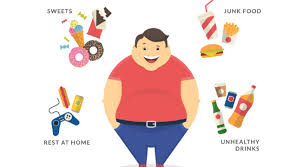 SWEETS
JUNK FOOD
REST AT HOME
UNHEALTHY
DRINKS